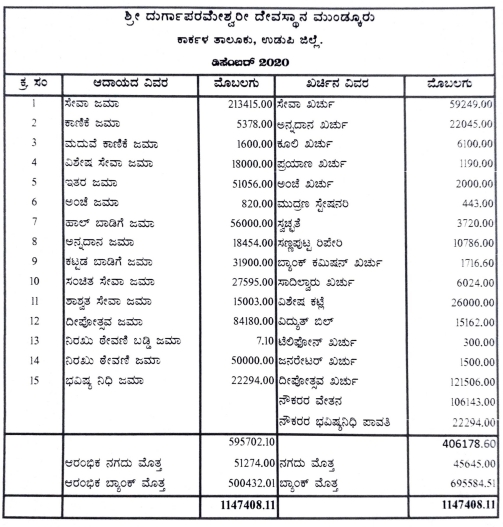 ಶ್ರೀ ದುರ್ಗಾಪರಮೇಶ್ವರೀ ದೇವಸ್ಥಾನ ಮುಂಡ್ಕೂರು
ಕಾರ್ಕಳ ತಾಲೂಕು, ಉಡುಪಿ ಜಿಲ್ಲೆ.
ಡಿಸೆಂಬರ್ 2020
ಕ್ರ. ಸಂ ಆದಾಯದ ವಿವರ ಮೊಬಲಗು ಖರ್ಚಿನ ವಿವರ ಮೊಬಲಗು
1 ಸೇವಾ ಜಮಾ 213415.00 ಸೇವಾ ಖರ್ಚು 59249.00
2 ಕಾಣಿಕೆ ಜಮಾ 5378.00 ಅನ್ನದಾನ ಖರ್ಚು 22045.00
3 ಮದುವೆ ಕಾಣಿಕೆ ಜಮಾ 1600.00 ಕೂಲಿ ಖರ್ಚು 6100.00
4 ವಿಶೇಷ ಸೇವಾ ಜಮಾ 18000.00 ಪ್ರಯಾಣ ಖರ್ಚು 1190.00
5 ಇತರ ಜಮಾ 51056.00 ಅಂಚೆ ಖರ್ಚು 2000.00
6 ಅಂಚೆ ಜಮಾ 820.00 ಮುದ್ರಣ ಸ್ಟೇಷನರಿ 443.00
7 ಹಾಲ್ ಬಾಡಿಗೆ ಜಮಾ 56000.00 ಸ್ವಚ್ಛತೆ 3720.00
8 ಅನ್ನದಾನ ಜಮಾ 18454.00 ಸಣ್ಣಪುಟ್ಟ ರಿಪೇರಿ 10786.00
9 ಕಟ್ಟಡ ಬಾಡಿಗೆ ಜಮಾ 31900.00 ಬ್ಯಾಂಕ್ ಕಮಿಷನ್ ಖರ್ಚು 1716.60
10 ಸಂಚಿತ ಸೇವಾ ಜಮಾ 27595.00 ಸಾದಿಲ್ವಾರು ಖರ್ಚು 6024.00
11 ಶಾಶ್ವತ ಸೇವಾ ಜಮಾ 15003.00 ವಿಶೇಷ ಕಟ್ಲೆ 26000.00
12 ದೀಪೋತ್ಸವ ಜಮಾ 84180.00 ವಿದ್ಯುತ್ ಬಿಲ್ 15162.00
13 ನಿರಖು ಠೇವಣಿ ಬಡ್ಡಿ ಜಮಾ 7.10 ಟೆಲಿಫೋನ್ ಖರ್ಚು 300.00
14 ನಿರಖು ಠೇವಣಿ ಜಮಾ 50000.00 ಜನರೇಟರ್ ಖರ್ಚು 1500.00
15 ಭವಿಷ್ಯ ನಿಧಿ ಜಮಾ 22294.00 ದೀಪೋತ್ಸವ ಖರ್ಚು 121506.00
ನೌಕರರ ವೇತನ 106143.00
ನೌಕರರ ಭವಿಷ್ಯನಿಧಿ ಪಾವತಿ 22294.00
595702.10 406178.60
ಆರಂಭಿಕ ನಗದು ಮೊತ್ತ 51274.00 ನಗದು ಮೊತ್ತ 45645.00
ಆರಂಭಿಕ ಬ್ಯಾಂಕ್ ಮೊತ್ತ 500432.01 ಬ್ಯಾಂಕ್ ಮೊತ್ತ 695584.51
1147408.11 1147408.11